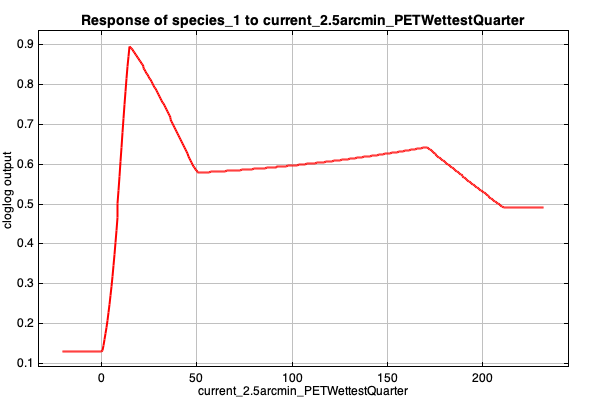 Response of species_1 to current_2.5arcmin_PETWettestQuarter
cloglog output
0.9
0.8
0.7
0.6
0.5
0.4
0.3
0.2
0.1
0 50 100 150 200
current_2.5arcmin_PETWettestQuarter